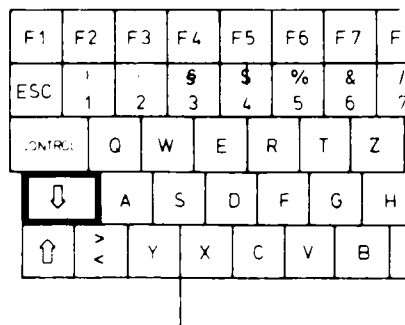 F1 F2 F3 F4 F5 F6 F7 F
! § $ % & /
ESC 1 2 3 4 5 6 7
CONTROL Q W E R T Z
⇩ A S D F G H
⇧ > < Y X C V B